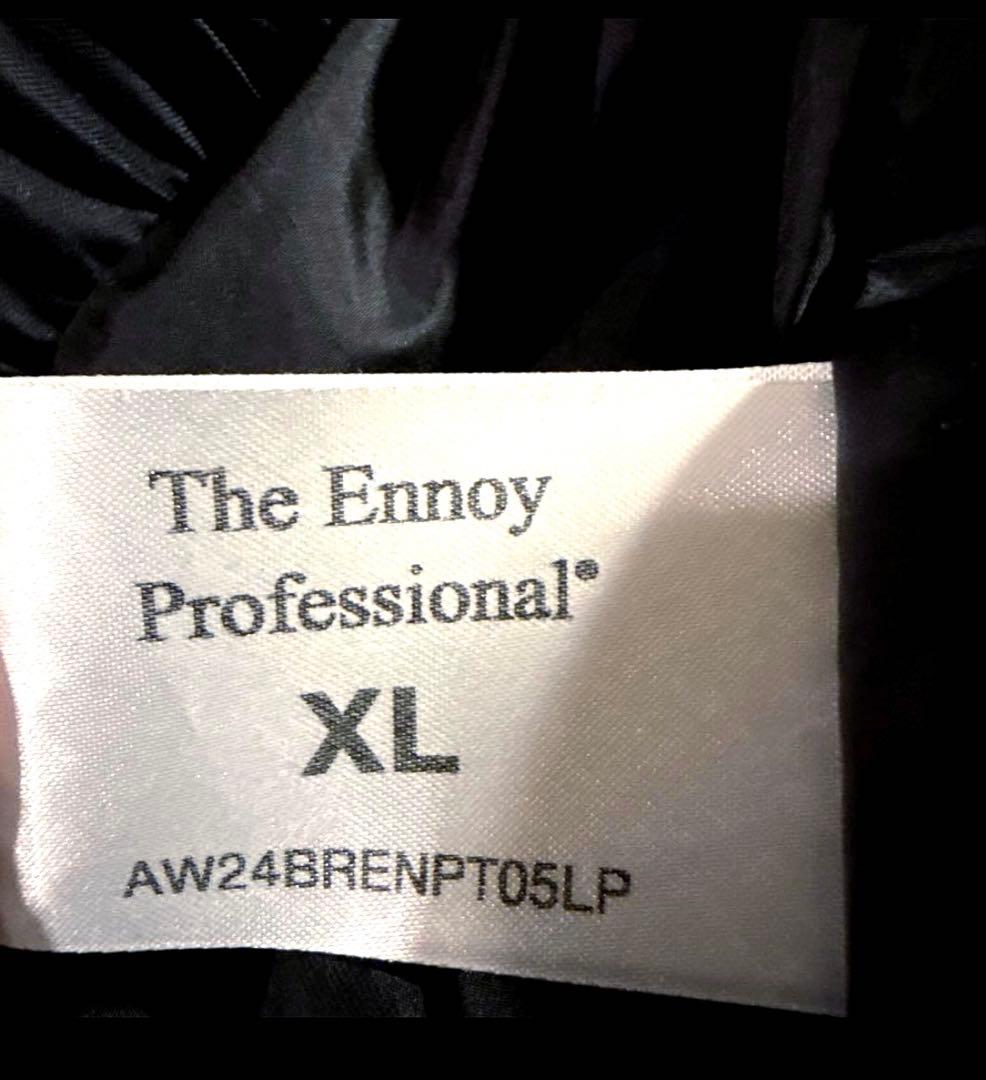 The Ennoy
Professional®
XL
AW24BRENPT05LP